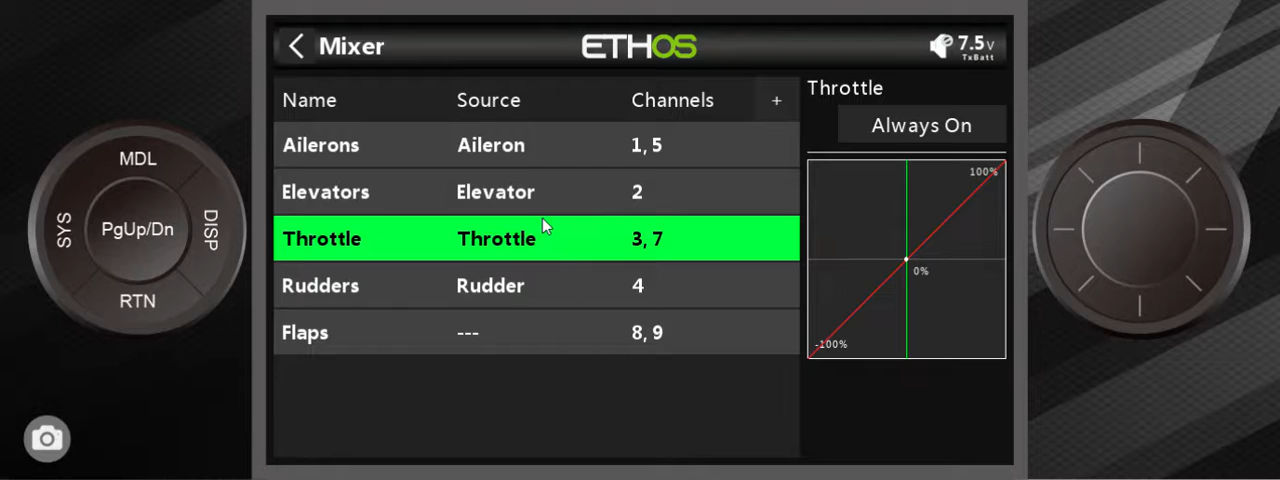 Mixer
ETHOS
7.5V
TxBatt
Name Source Channels +
Ailerons Aileron 1, 5
Elevators Elevator 2
Throttle Throttle 3, 7
Rudders Rudder 4
Flaps --- 8, 9
Throttle
Always On
100%
0%
-100%
MDL
SYS
PgUp/Dn
DISP
RTN